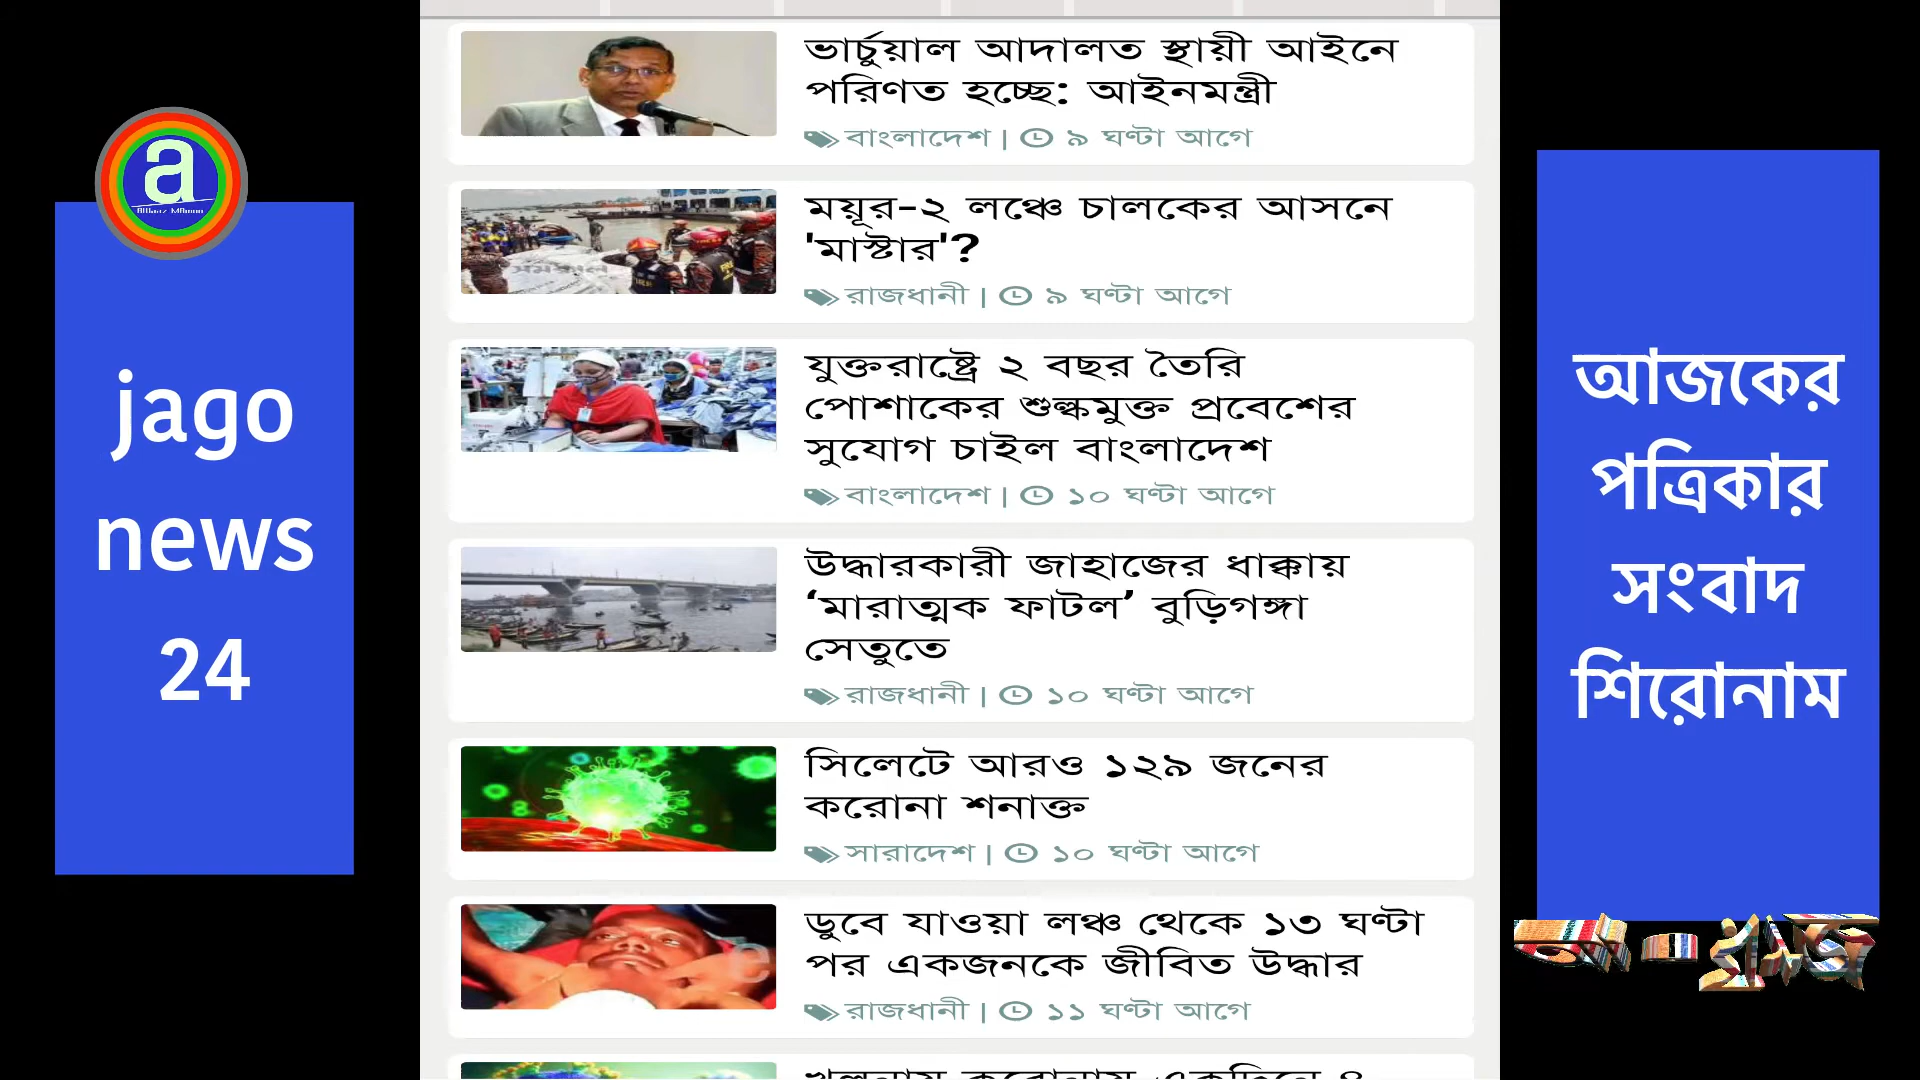 a
jago
news
24
ভার্চুয়াল আদালত স্থায়ী আইনে
পরিণত হচ্ছে: আইনমন্ত্রী
বাংলাদেশ | ৯ ঘণ্টা আগে
ময়ূর-২ লঞ্চে চালকের আসনে
'মাস্টার'?
রাজধানী | ৯ ঘণ্টা আগে
যুক্তরাষ্ট্রে ২ বছর তৈরি
পোশাকের শুল্কমুক্ত প্রবেশের
সুযোগ চাইল বাংলাদেশ
বাংলাদেশ | ১০ ঘণ্টা আগে
উদ্ধারকারী জাহাজের ধাক্কায়
‘মারাত্মক ফাটল’ বুড়িগঙ্গা
সেতুতে
রাজধানী | ১০ ঘণ্টা আগে
সিলেটে আরও ১২৯ জনের
করোনা শনাক্ত
সারাদেশ | ১০ ঘণ্টা আগে
ডুবে যাওয়া লঞ্চ থেকে ১৩ ঘণ্টা
পর একজনকে জীবিত উদ্ধার
রাজধানী | ১১ ঘণ্টা আগে
খুলনায় করোনায় একদিনে
আজকের
পত্রিকার
সংবাদ
শিরোনাম